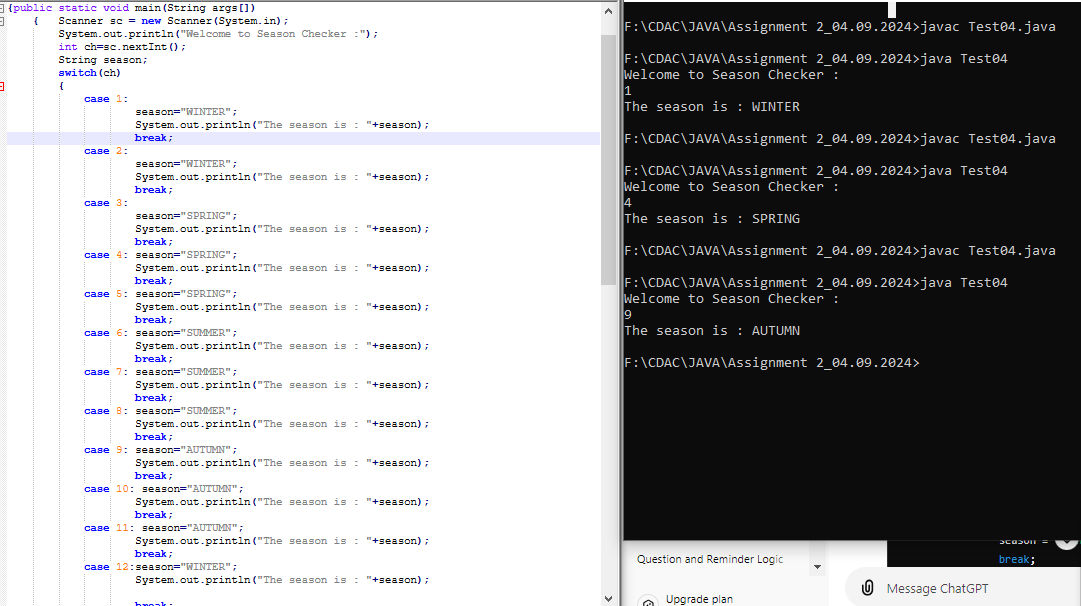 {public static void main(String args[])
{ Scanner sc = new Scanner(System.in);
System.out.println("Welcome to Season Checker :");
int ch=sc.nextInt();
String season;
switch(ch)
{
case 1:
season="WINTER";
System.out.println("The season is : "+season);
break;
case 2:
season="WINTER";
System.out.println("The season is : "+season);
break;
case 3:
season="SPRING";
System.out.println("The season is : "+season);
break;
case 4: season="SPRING";
System.out.println("The season is : "+season);
break;
case 5: season="SPRING";
System.out.println("The season is : "+season);
break;
case 6: season="SUMMER";
System.out.println("The season is : "+season);
break;
case 7: season="SUMMER";
System.out.println("The season is : "+season);
break;
case 8: season="SUMMER";
System.out.println("The season is : "+season);
break;
case 9: season="AUTUMN";
System.out.println("The season is : "+season);
break;
case 10: season="AUTUMN";
System.out.println("The season is : "+season);
break;
case 11: season="AUTUMN";
System.out.println("The season is : "+season);
break;
case 12:season="WINTER";
System.out.println("The season is : "+season);
break;
F:\CDAC\JAVA\Assignment 2_04.09.2024>javac Test04.java
F:\CDAC\JAVA\Assignment 2_04.09.2024>java Test04
Welcome to Season Checker :
1
The season is : WINTER
F:\CDAC\JAVA\Assignment 2_04.09.2024>javac Test04.java
F:\CDAC\JAVA\Assignment 2_04.09.2024>java Test04
Welcome to Season Checker :
4
The season is : SPRING
F:\CDAC\JAVA\Assignment 2_04.09.2024>javac Test04.java
F:\CDAC\JAVA\Assignment 2_04.09.2024>java Test04
Welcome to Season Checker :
9
The season is : AUTUMN
F:\CDAC\JAVA\Assignment 2_04.09.2024>
season =
break;
Question and Reminder Logic
Upgrade plan
Message ChatGPT